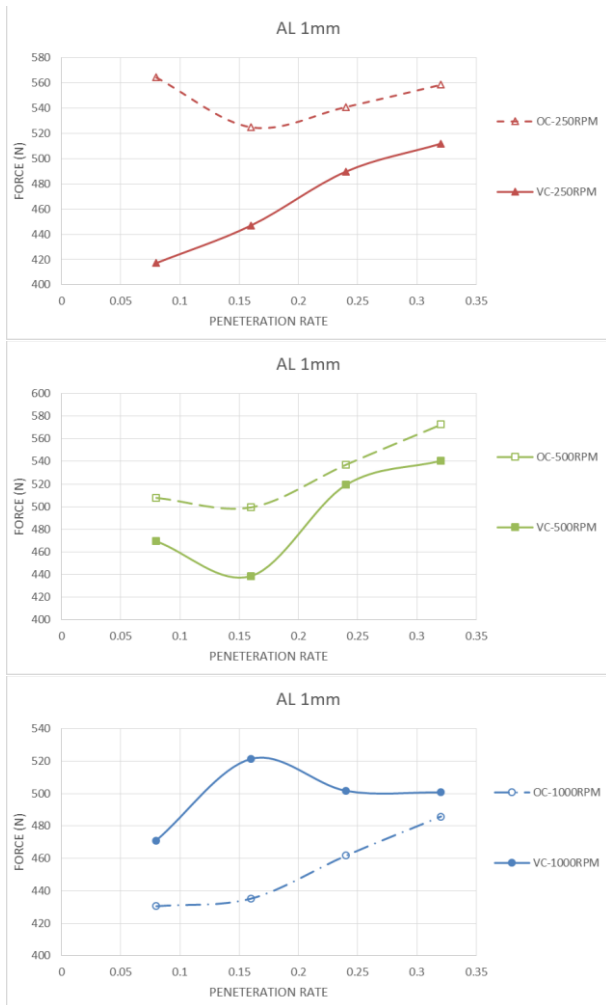 AL 1mm
580
560
540
520
500
480
460
440
420
400
FORCE (N)
0 0.05 0.1 0.15 0.2 0.25 0.3 0.35
PENETERATION RATE
OC-250RPM
VC-250RPM
AL 1mm
600
580
560
540
520
500
480
460
440
420
400
FORCE (N)
0 0.05 0.1 0.15 0.2 0.25 0.3 0.35
PENETERATION RATE
OC-500RPM
VC-500RPM
AL 1mm
540
520
500
480
460
440
420
400
FORCE (N)
0 0.05 0.1 0.15 0.2 0.25 0.3 0.35
PENETERATION RATE
OC-1000RPM
VC-1000RPM